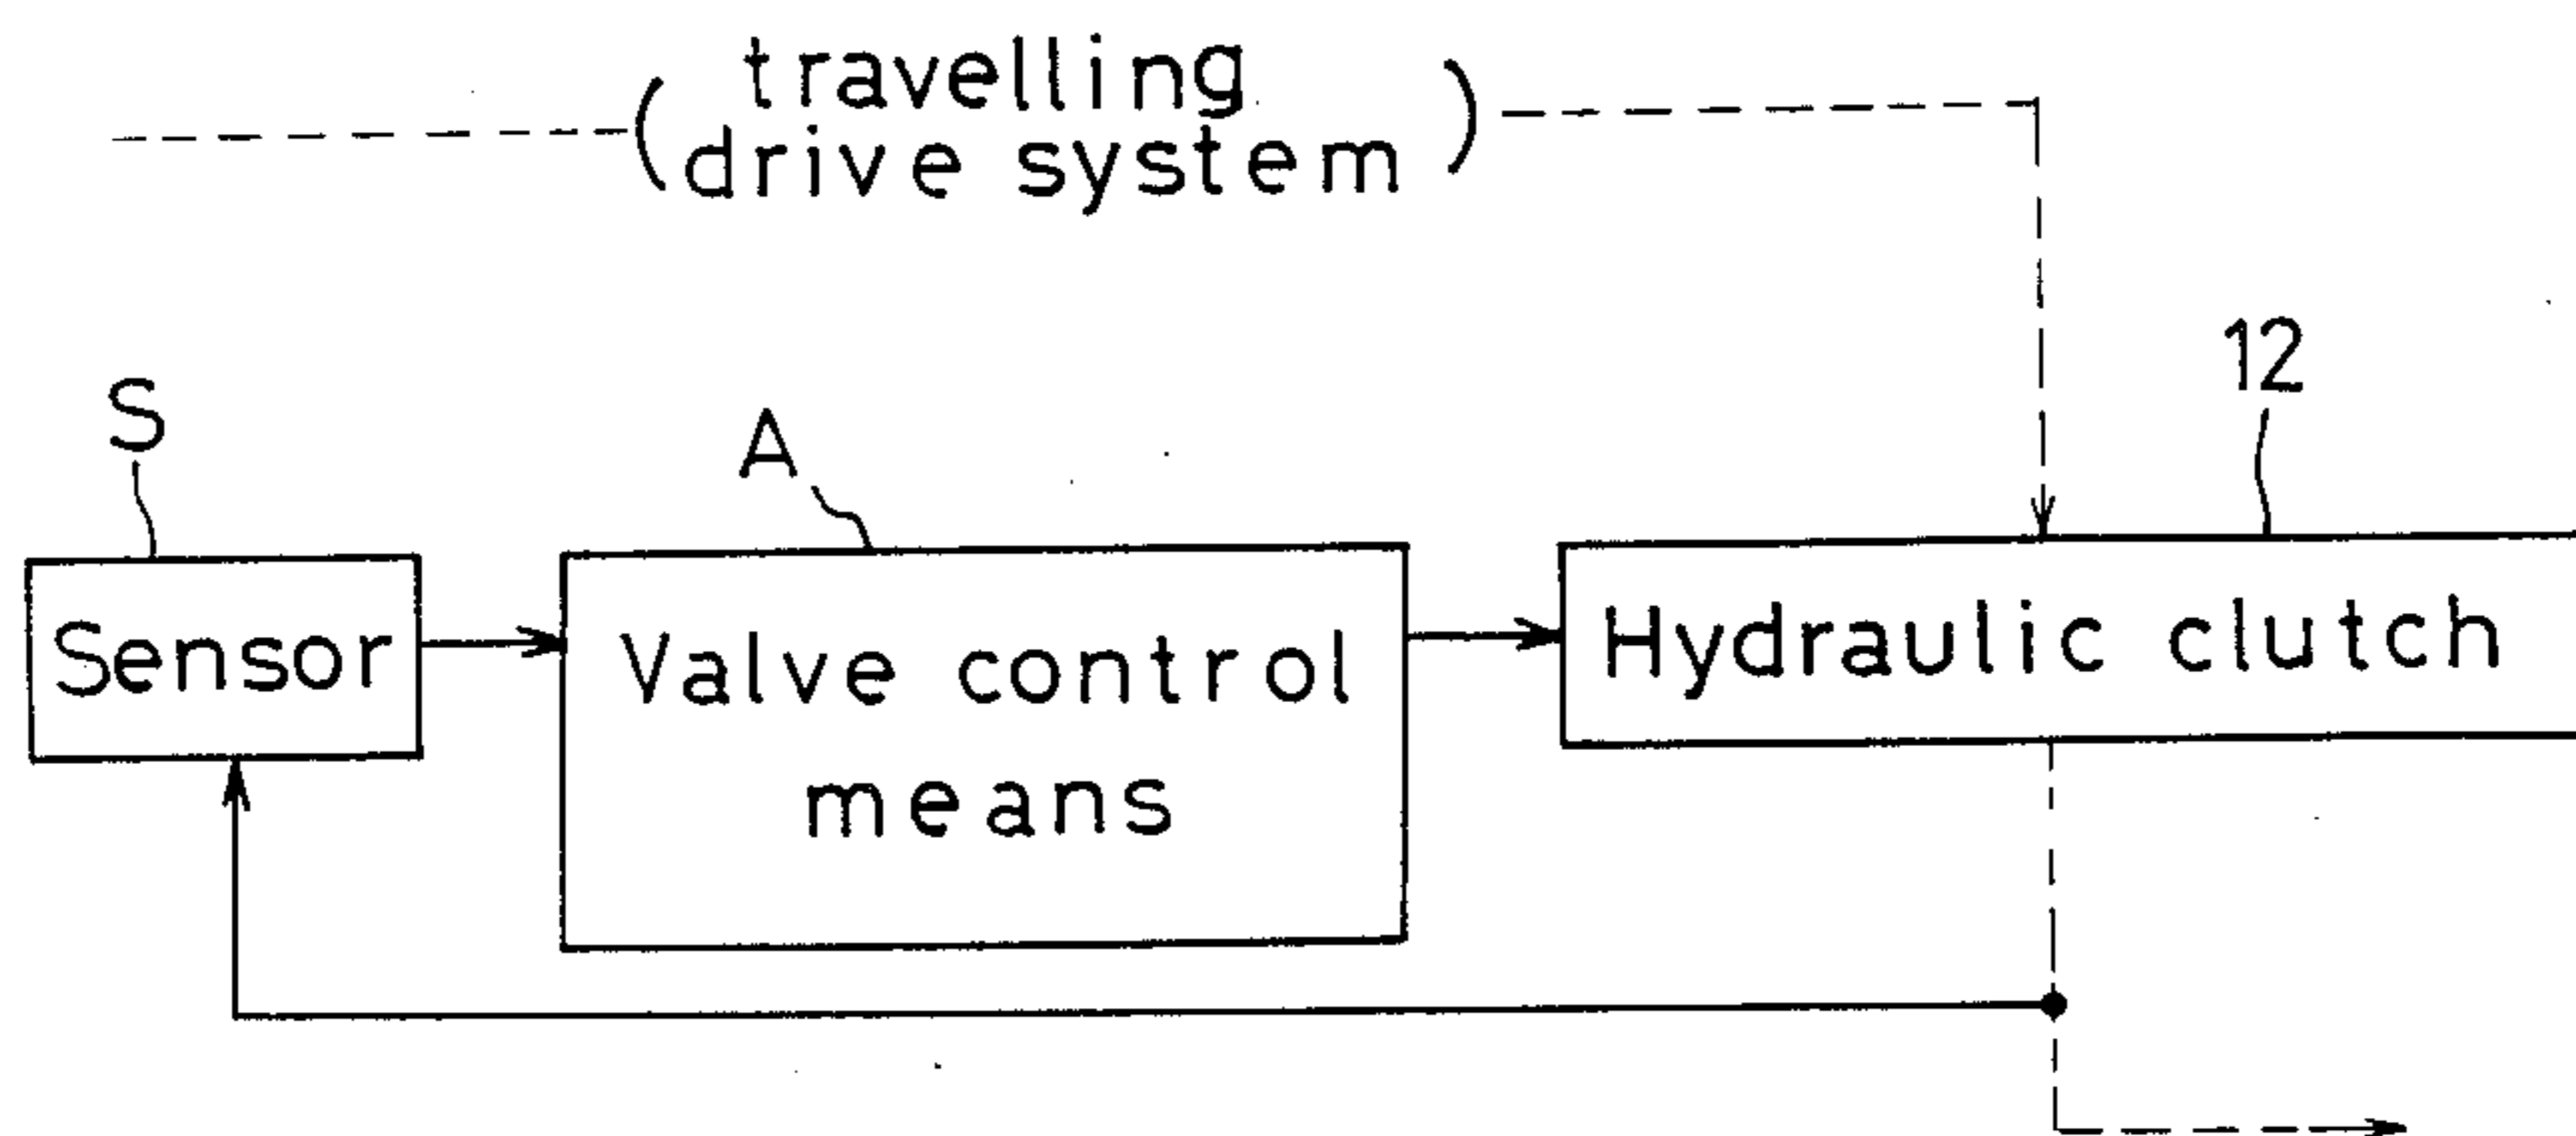 ( travelling
drive system )
S
A
12
Sensor
Valve control
means
Hydraulic clutch